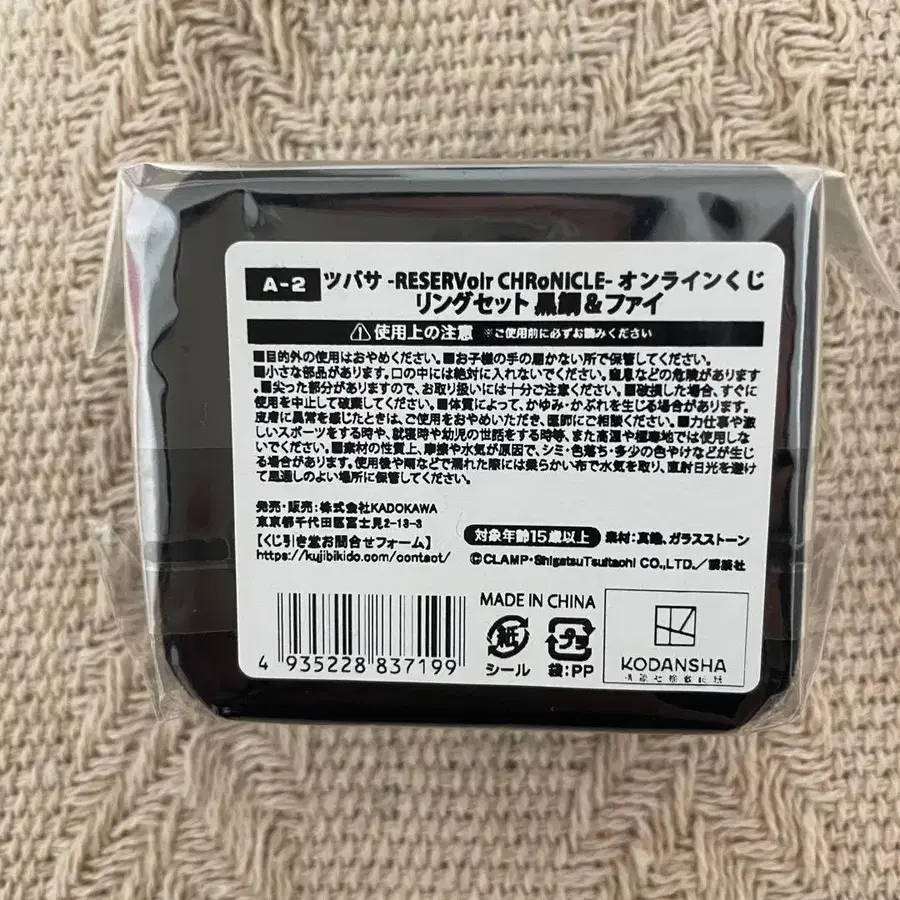 A-2 ツバサ -RESERVoir CHRoNiCLE- オンラインくじ
リングセット 黒鋼&ファイ
使用上の注意 ※ご使用前に必ずお読みください
■目的外の使用はおやめください。■お子様の手の届かない所で保管してください。
■小さな部品があります。口の中には絶対に入れないでください。窒息などの危険があります
。■尖った部分がありますので、お取り扱いには十分ご注意ください。■破損した場合、すぐに
使用を中止して破棄してください。■体質によって、かゆみ・かぶれを生じる場合があります。
皮膚に異常を感じたときは、ご使用をおやめいただき、医師にご相談ください。■力仕事や激
しいスポーツをする時や、就寝時や幼児の世話をする時等、また高温や極寒地では使用しな
いでください。■素材の性質上、摩擦や水気が原因で、シミ・色落ち・多少の色やけなどが生じ
る場合があります。使用後や雨などで濡れた際には柔らかい布で水気を取り、直射日光を避け
て風通しのよい場所に保管してください。
発売・販売:株式会社KADOKAWA
東京都千代田区富士見2-13-3
【くじ引き堂お問合せフォーム】
https://kujibikido.com/contact/
対象年齢15歳以上 素材:真鍮、ガラスストーン
©CLAMP・ShigatsuTsuitachi CO.,LTD./講談社
MADE IN CHINA
紙 プラ
シール 袋:PP
KODANSHA
4 935228 837199